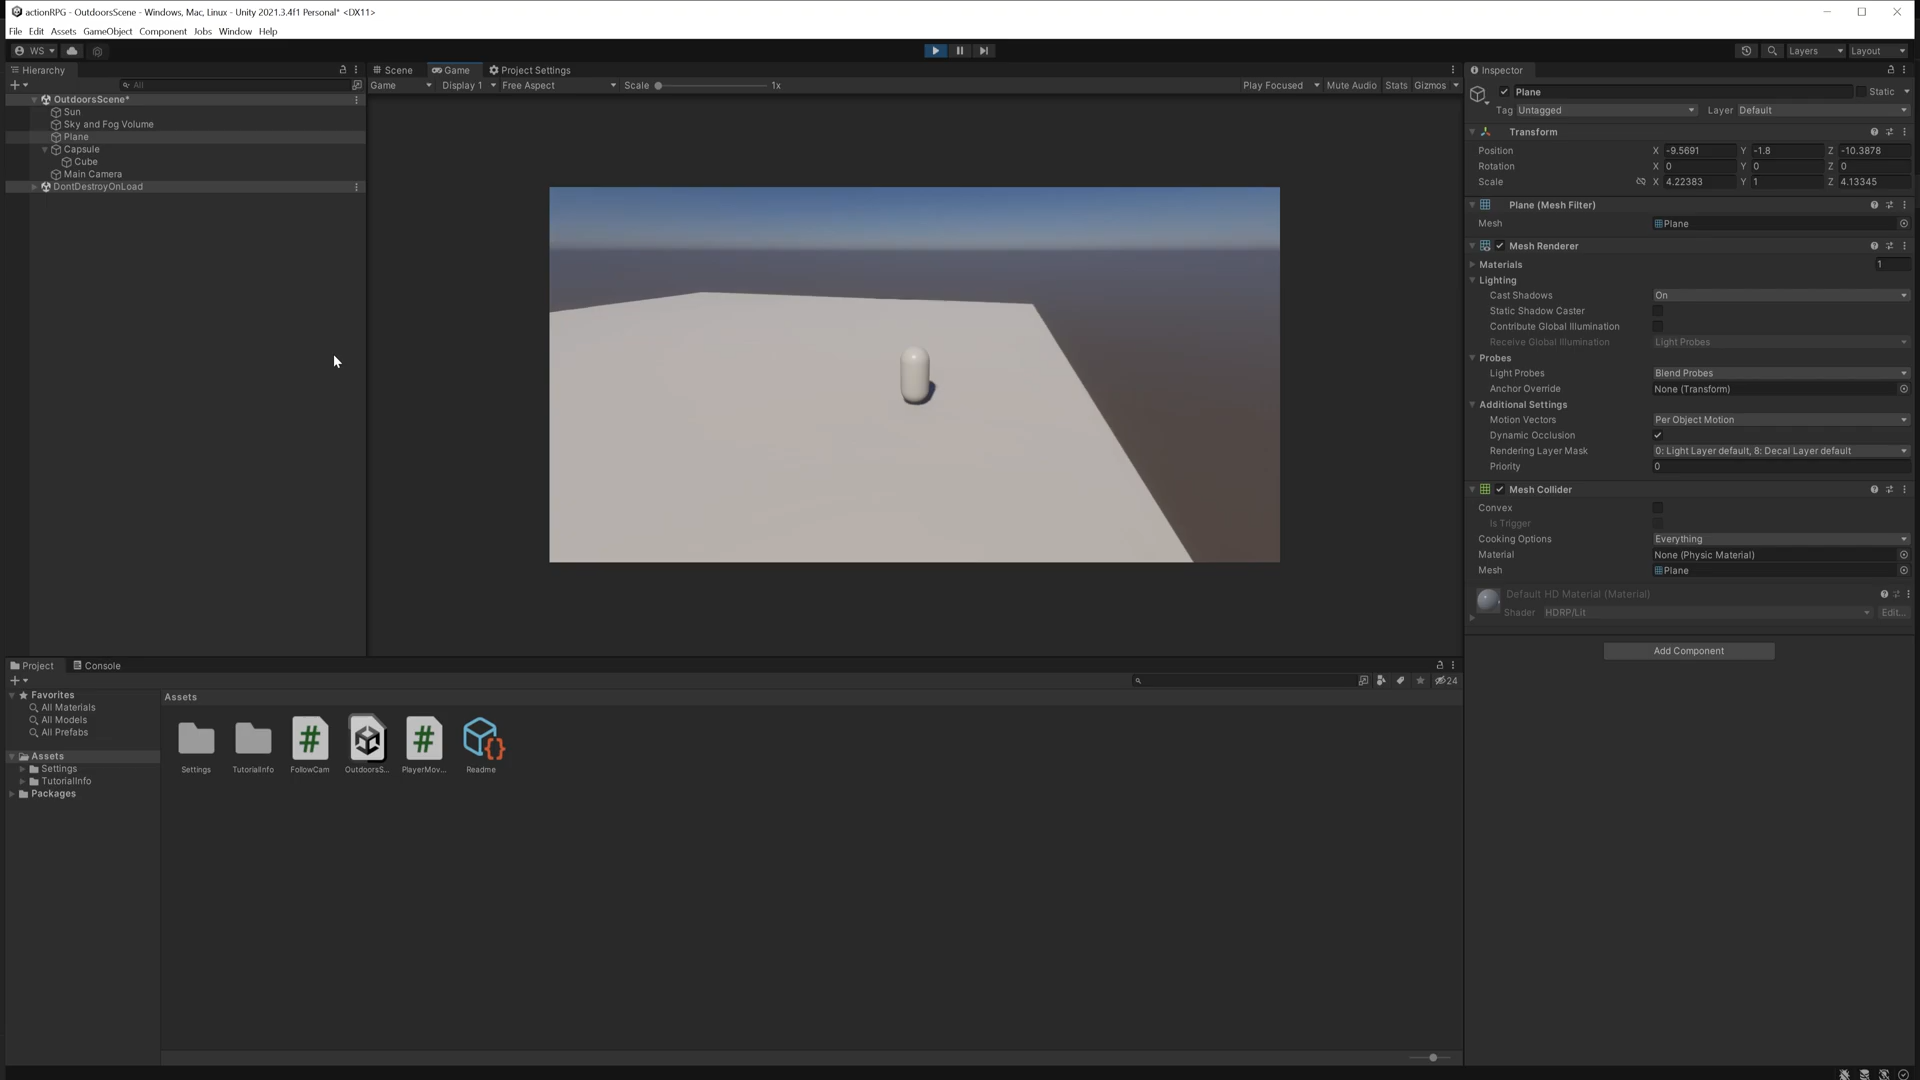 actionRPG - OutdoorsScene - Windows, Mac, Linux - Unity 2021.3.4f1 Personal* <DX11>
File Edit Assets GameObject Component Jobs Window Help
WS
Layers
Layout
Hierarchy
All
OutdoorsScene*
Sun
Sky and Fog Volume
Plane
Capsule
Cube
Main Camera
DontDestroyOnLoad
Scene
Game
Project Settings
Game
Display 1
Free Aspect
Scale
1x
Play Focused
Mute Audio
Stats
Gizmos
Inspector
Plane
Static
Tag Untagged
Layer Default
Transform
Position X -9.5691 Y -1.8 Z -10.3878
Rotation X 0 Y 0 Z 0
Scale X 4.22383 Y 1 Z 4.13345
Plane (Mesh Filter)
Mesh Plane
Mesh Renderer
Materials 1
Lighting
Cast Shadows On
Static Shadow Caster
Contribute Global Illumination
Receive Global Illumination Light Probes
Probes
Light Probes Blend Probes
Anchor Override None (Transform)
Additional Settings
Motion Vectors Per Object Motion
Dynamic Occlusion
Rendering Layer Mask 0: Light Layer default, 8: Decal Layer default
Priority 0
Mesh Collider
Convex
Is Trigger
Cooking Options Everything
Material None (Physic Material)
Mesh Plane
Default HD Material (Material)
Shader HDRP/Lit Edit...
Add Component
Project
Console
24
Favorites
All Materials
All Models
All Prefabs
Assets
Settings
TutorialInfo
Packages
Assets
Settings
TutorialInfo
FollowCam
OutdoorsS...
PlayerMov...
Readme